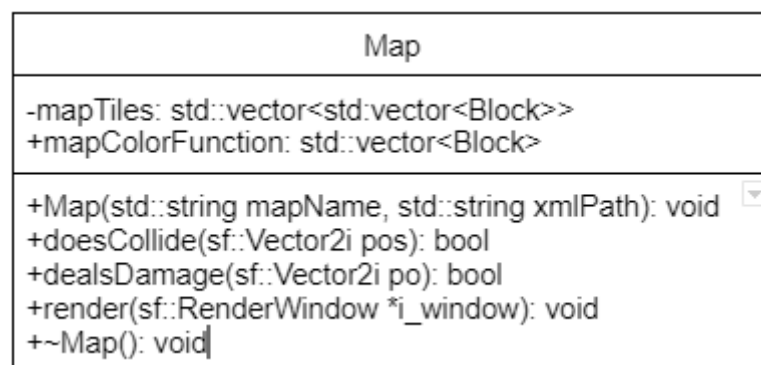 Map
-mapTiles: std::vector<std:vector<Block>>
+mapColorFunction: std::vector<Block>
+Map(std::string mapName, std::string xmlPath): void
+doesCollide(sf::Vector2i pos): bool
+dealsDamage(sf::Vector2i po): bool
+render(sf::RenderWindow *i_window): void
+~Map(): void